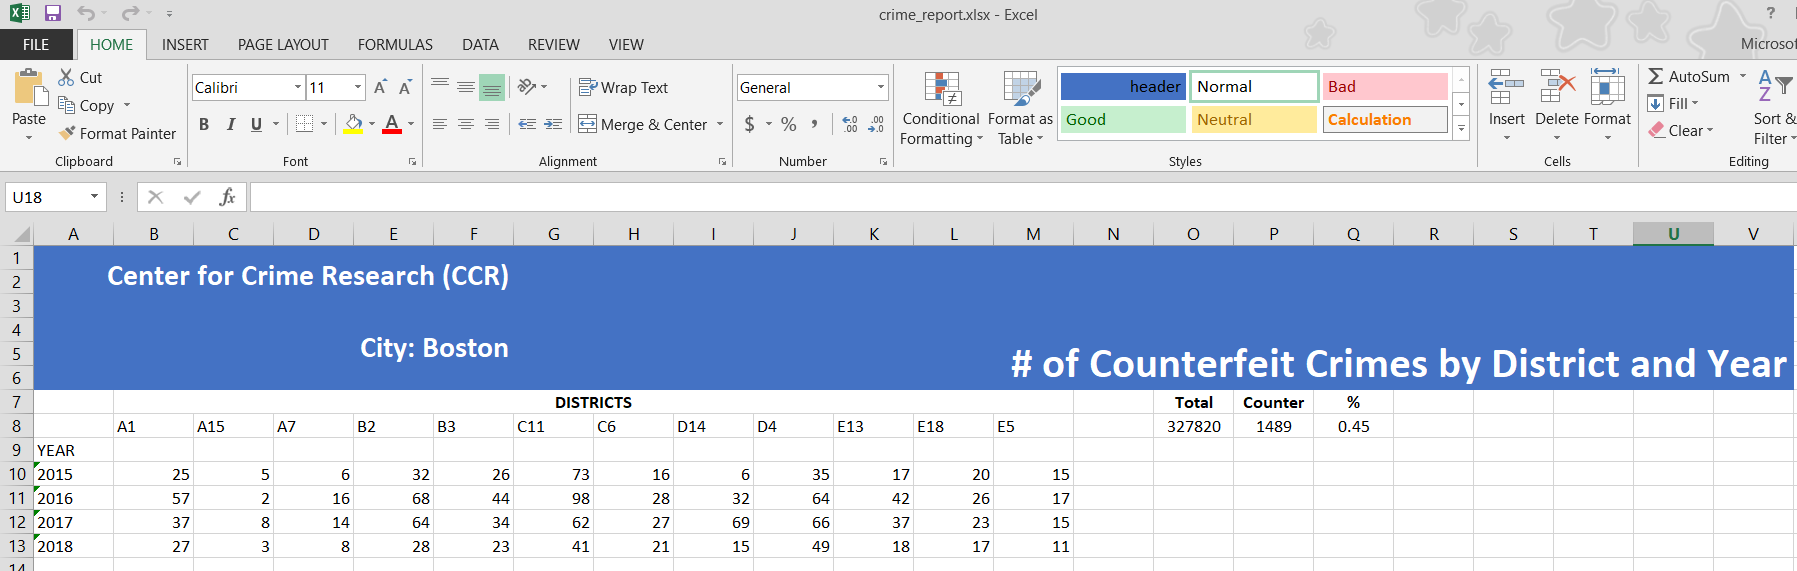 crime_report.xlsx - Excel
?
FILE HOME INSERT PAGE LAYOUT FORMULAS DATA REVIEW VIEW Microsof
Paste Cut
Copy
Format Painter
Clipboard
Calibri 11 A A
B I U A
Font
Wrap Text
Merge & Center
Alignment
General
$ % , .00 .00
Number
Conditional Formatting
Format as Table
header Normal Bad
Good Neutral Calculation
Styles
Insert Delete Format
Cells
AutoSum
Fill
Clear
Sort &
Filter
Editing
U18 fx
A B C D E F G H I J K L M N O P Q R S T U V
1
2 Center for Crime Research (CCR)
3
4
5 City: Boston # of Counterfeit Crimes by District and Year
6
7 DISTRICTS Total Counter %
8 A1 A15 A7 B2 B3 C11 C6 D14 D4 E13 E18 E5 327820 1489 0.45
9 YEAR
10 2015 25 5 6 32 26 73 16 6 35 17 20 15
11 2016 57 2 16 68 44 98 28 32 64 42 26 17
12 2017 37 8 14 64 34 62 27 69 66 37 23 15
13 2018 27 3 8 28 23 41 21 15 49 18 17 11
14